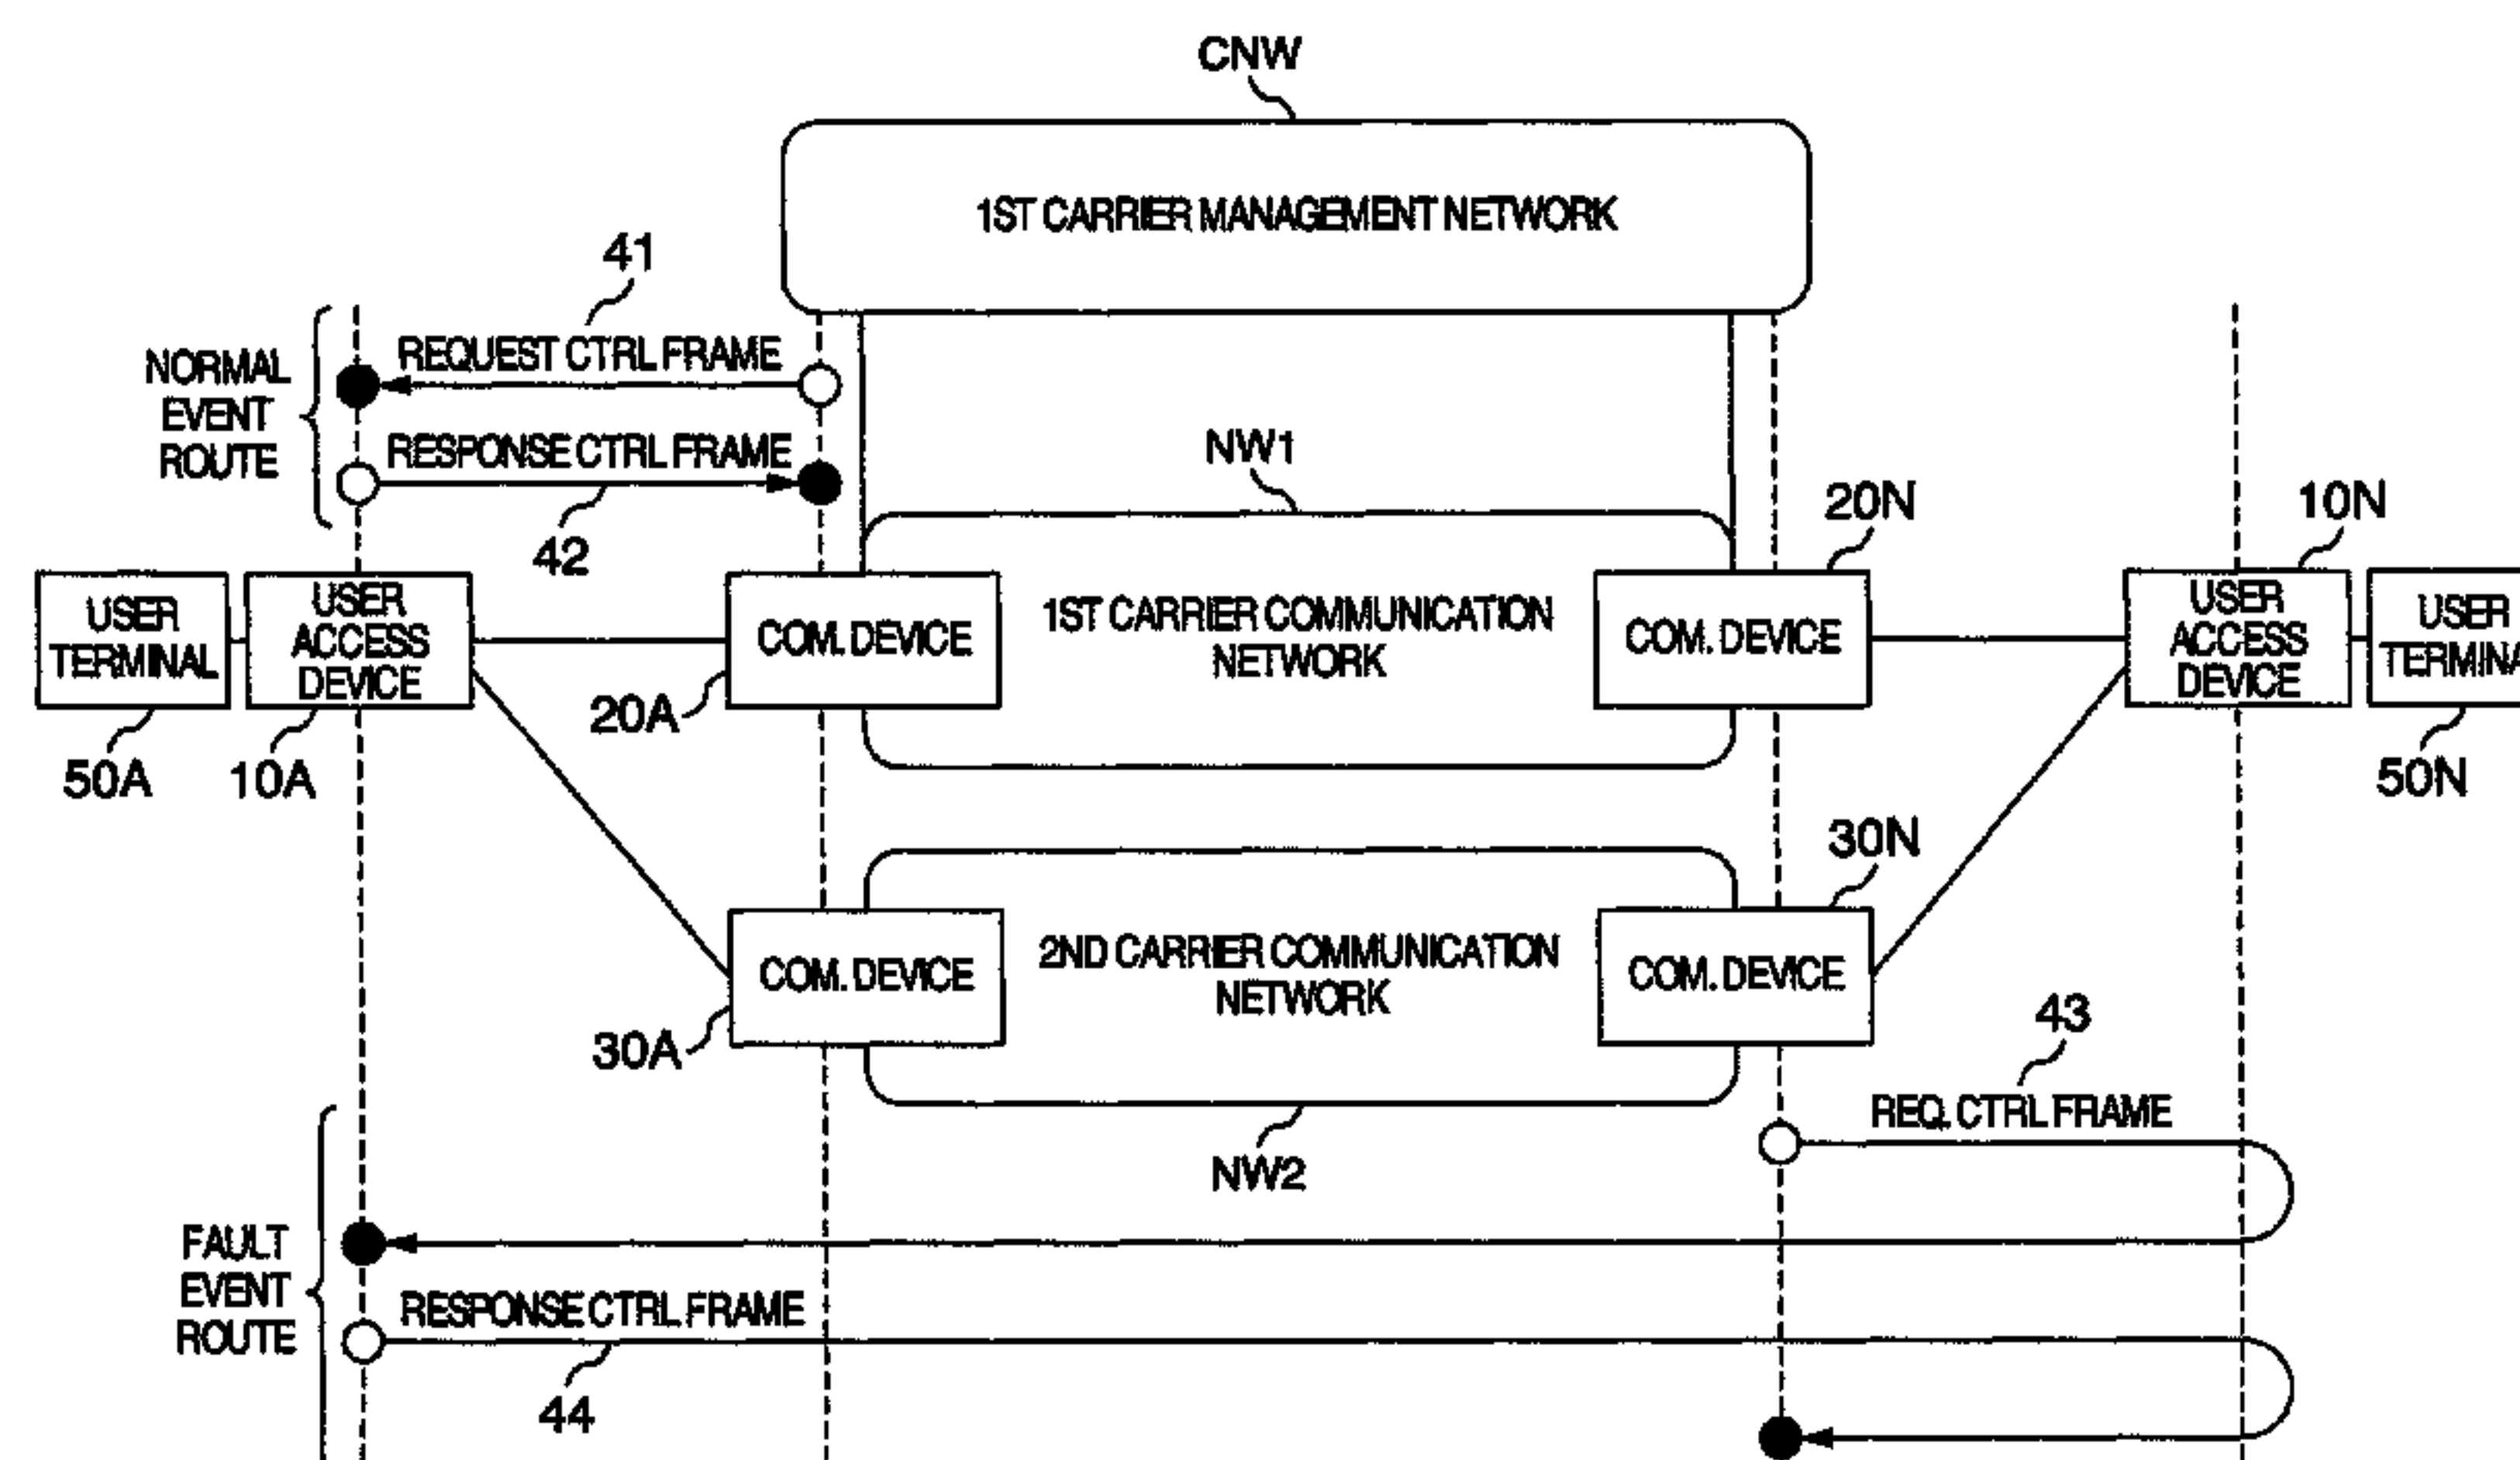 CNW
1ST CARRIER MANAGEMENT NETWORK
41
NORMAL
EVENT
ROUTE
REQUEST CTRL FRAME
RESPONSE CTRL FRAME
42
NW1
20N
10N
USER
TERMINAL
USER
ACCESS
DEVICE
COM. DEVICE
1ST CARRIER COMMUNICATION
NETWORK
COM. DEVICE
USER
ACCESS
DEVICE
USER
TERMINA
50A
10A
20A
50N
30N
COM. DEVICE
2ND CARRIER COMMUNICATION
NETWORK
COM. DEVICE
30A
43
REQ. CTRL FRAME
NW2
FAULT
EVENT
ROUTE
RESPONSE CTRL FRAME
44